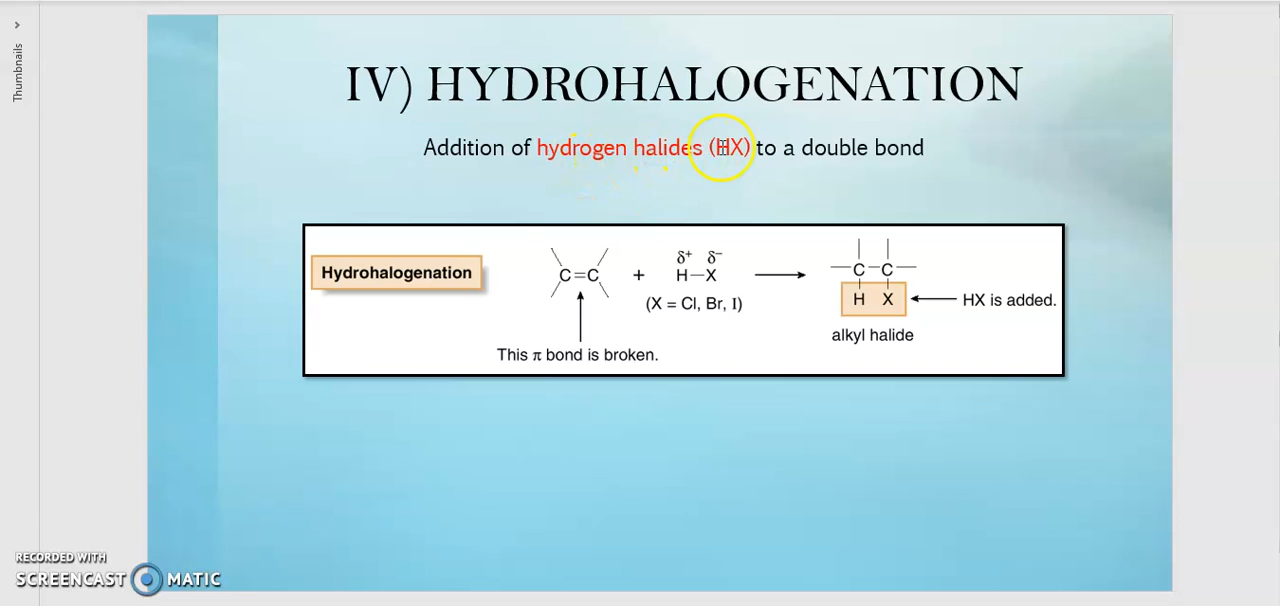 Thumbnails
IV) HYDROHALOGENATION
Addition of hydrogen halides (HX) to a double bond
Hydrohalogenation
C=C + H—X
δ+ δ−
(X = Cl, Br, I)
This π bond is broken.
C—C
H X
HX is added.
alkyl halide
RECORDED WITH
SCREENCAST MATIC